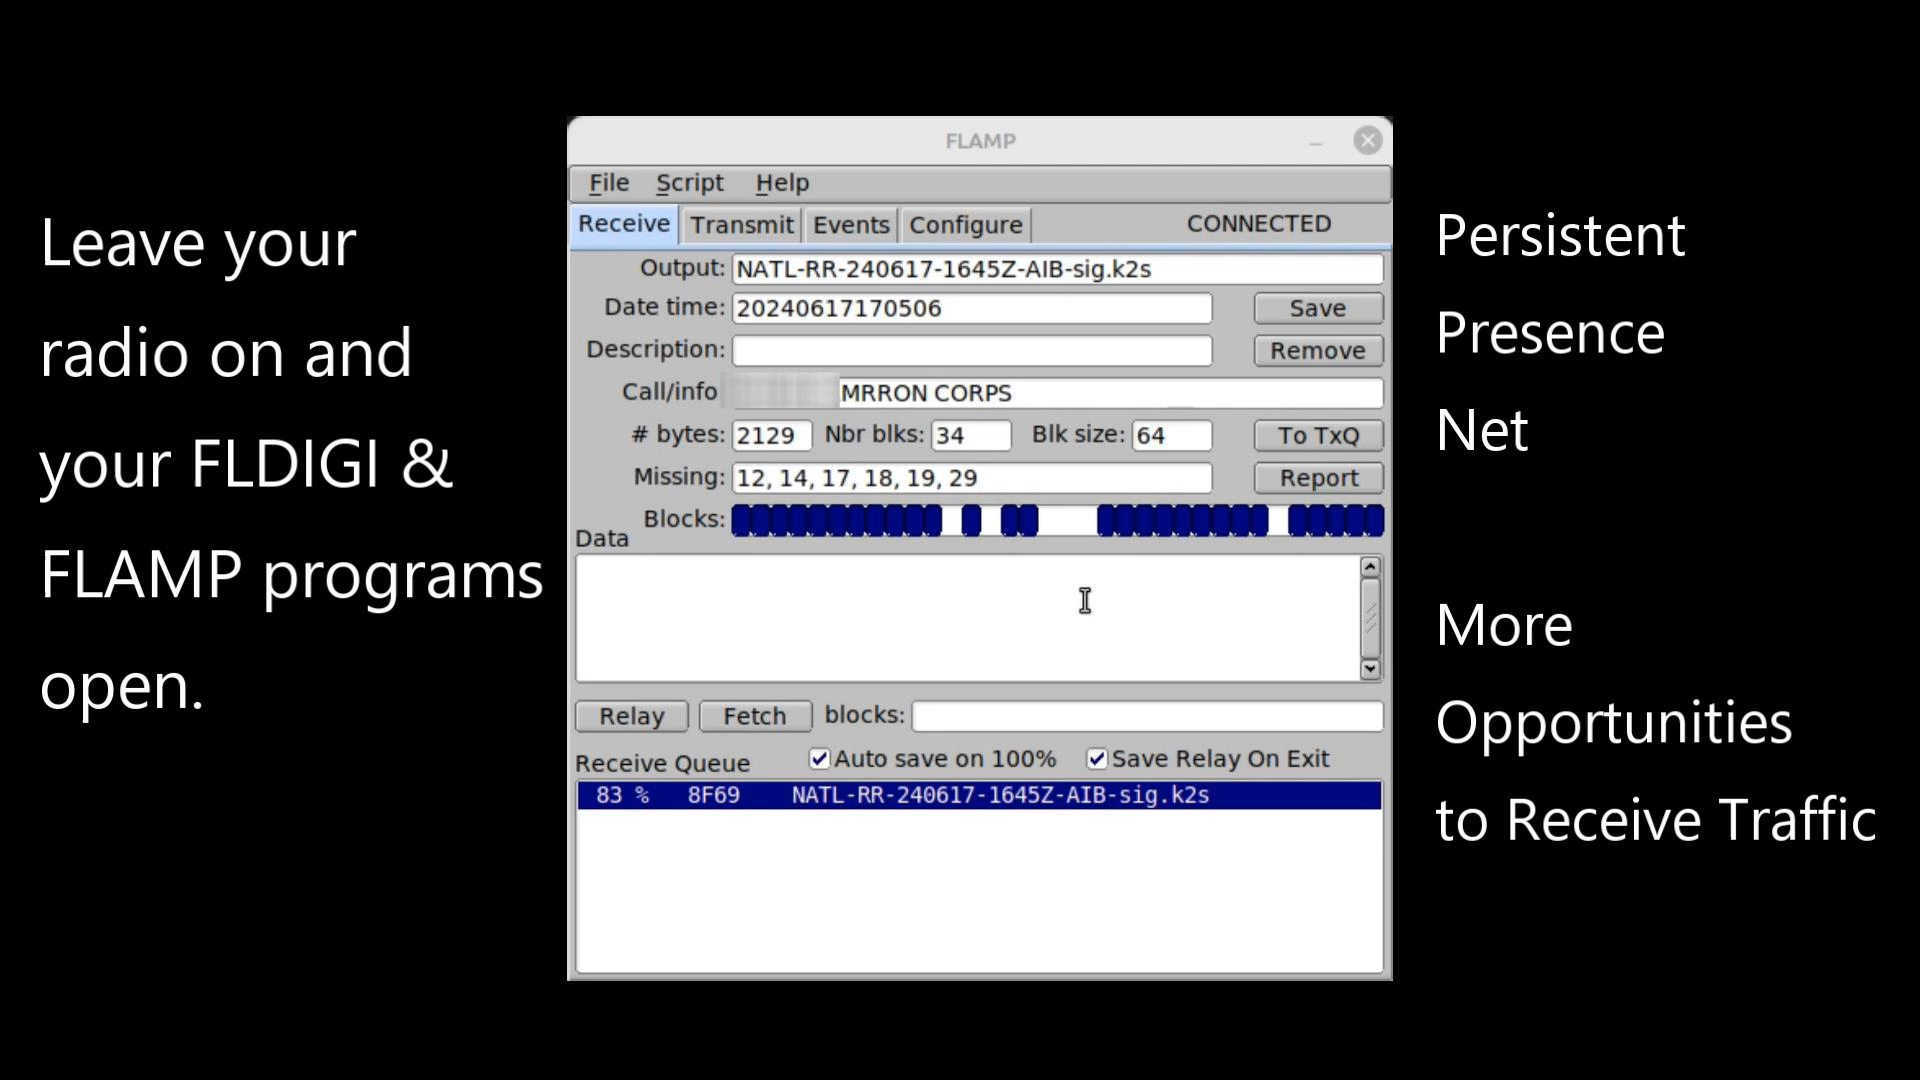 Leave your
radio on and
your FLDIGI &
FLAMP programs
open.
FLAMP
File Script Help
Receive Transmit Events Configure CONNECTED
Output: NATL-RR-240617-1645Z-AIB-sig.k2s
Date time: 20240617170506 Save
Description: Remove
Call/info MRRON CORPS
# bytes: 2129 Nbr blks: 34 Blk size: 64 To TxQ
Missing: 12, 14, 17, 18, 19, 29 Report
Blocks:
Data
Relay Fetch blocks:
Receive Queue Auto save on 100% Save Relay On Exit
83 % 8F69 NATL-RR-240617-1645Z-AIB-sig.k2s
Persistent
Presence
Net
More
Opportunities
to Receive Traffic